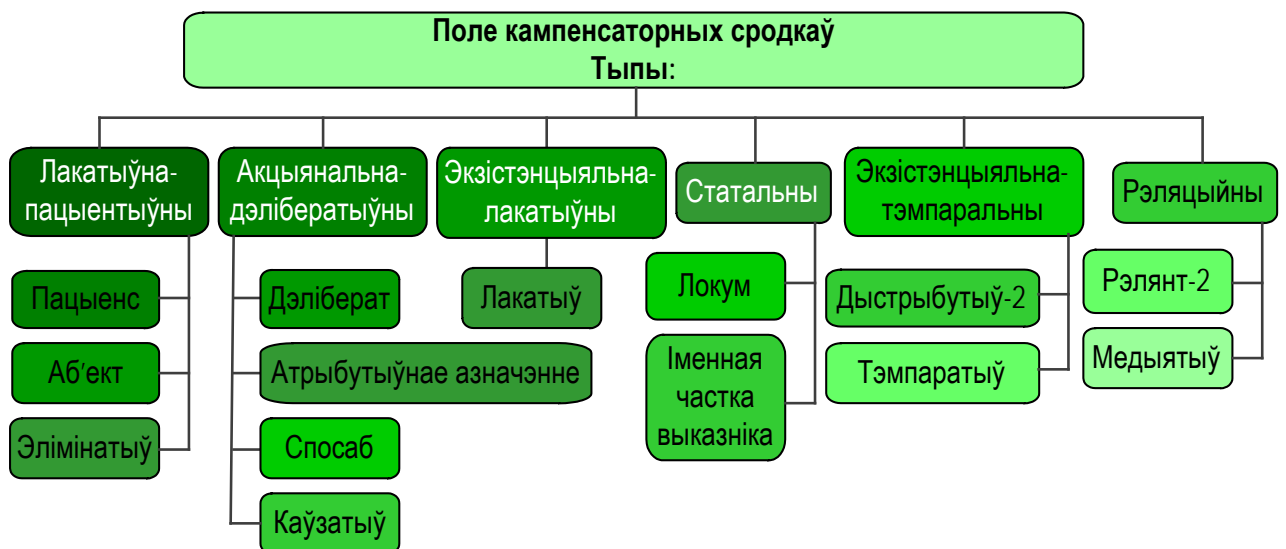 Поле кампенсаторных сродкаў
Тыпы:
Лакатыўна-
пацыентыўны
Пацыенс
Аб′ект
Элімінатыў
Акцыянальна-
дэлібератыўны
Дэліберат
Атрыбутыўнае азначэнне
Спосаб
Каўзатыў
Экзістэнцыяльна-
лакатыўны
Лакатыў
Статальны
Локум
Іменная
частка
выказніка
Экзістэнцыяльна-
тэмпаральны
Дыстрыбутыў-2
Тэмпаратыў
Рэляцыйны
Рэлянт-2
Медыятыў